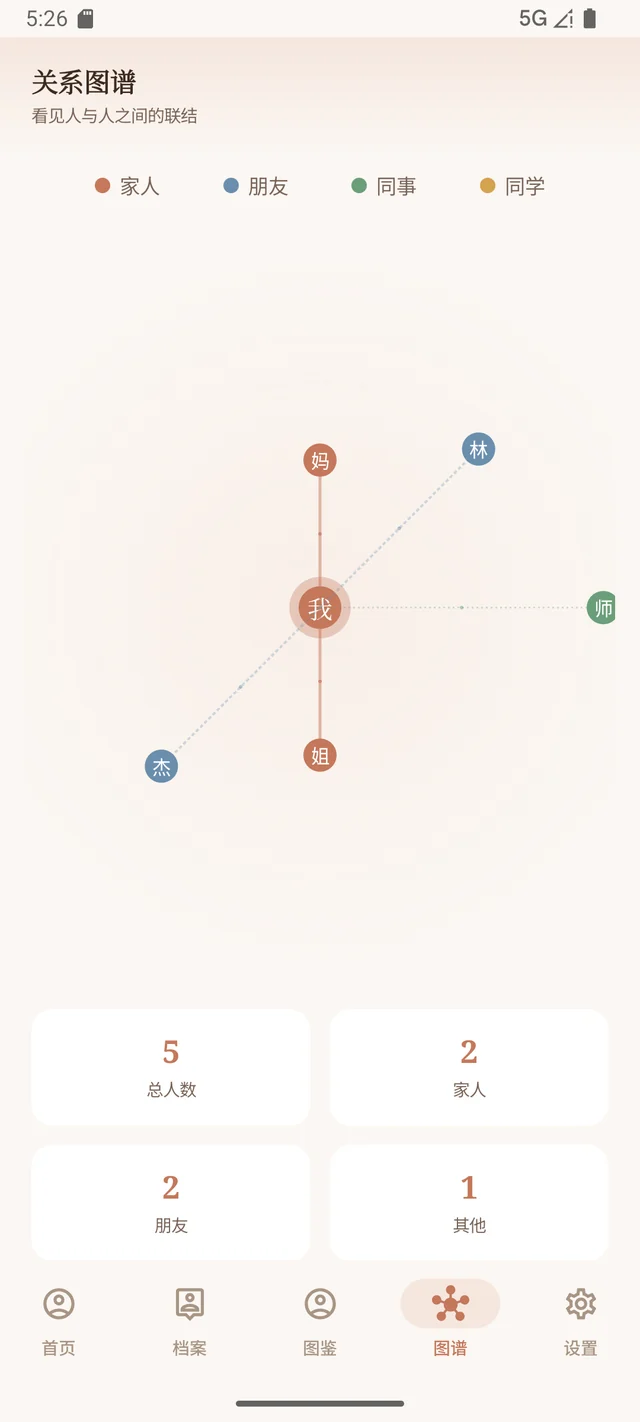 5:26
5G
关系图谱
看见人与人之间的联结
家人 朋友 同事 同学
林
妈
我
师
姐
杰
5 2
总人数 家人
2 1
朋友 其他
首页 档案 图鉴 图谱 设置